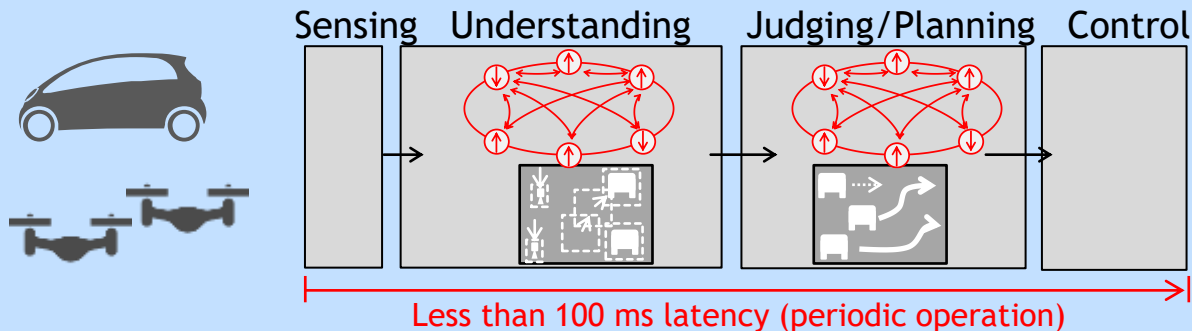 Sensing Understanding Judging/Planning Control
Less than 100 ms latency (periodic operation)